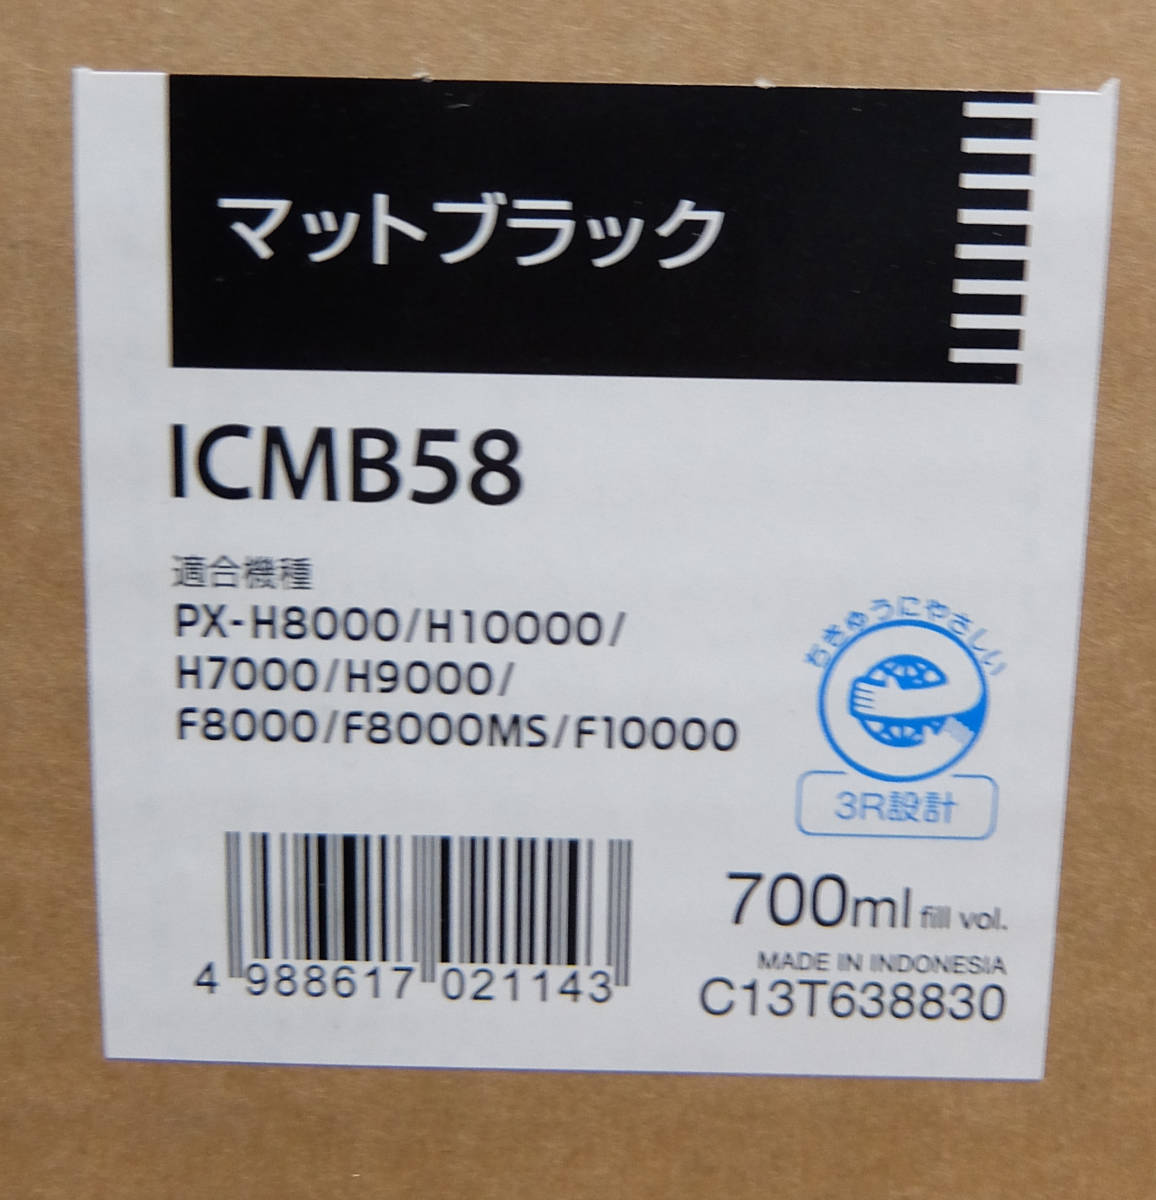 マットブラック
ICMB58
適合機種
PX-H8000/H10000/
H7000/H9000/
F8000/F8000MS/F10000
ちきゅうにやさしい
3R設計
700ml fill vol.
MADE IN INDONESIA
C13T638830
4 988617 021143